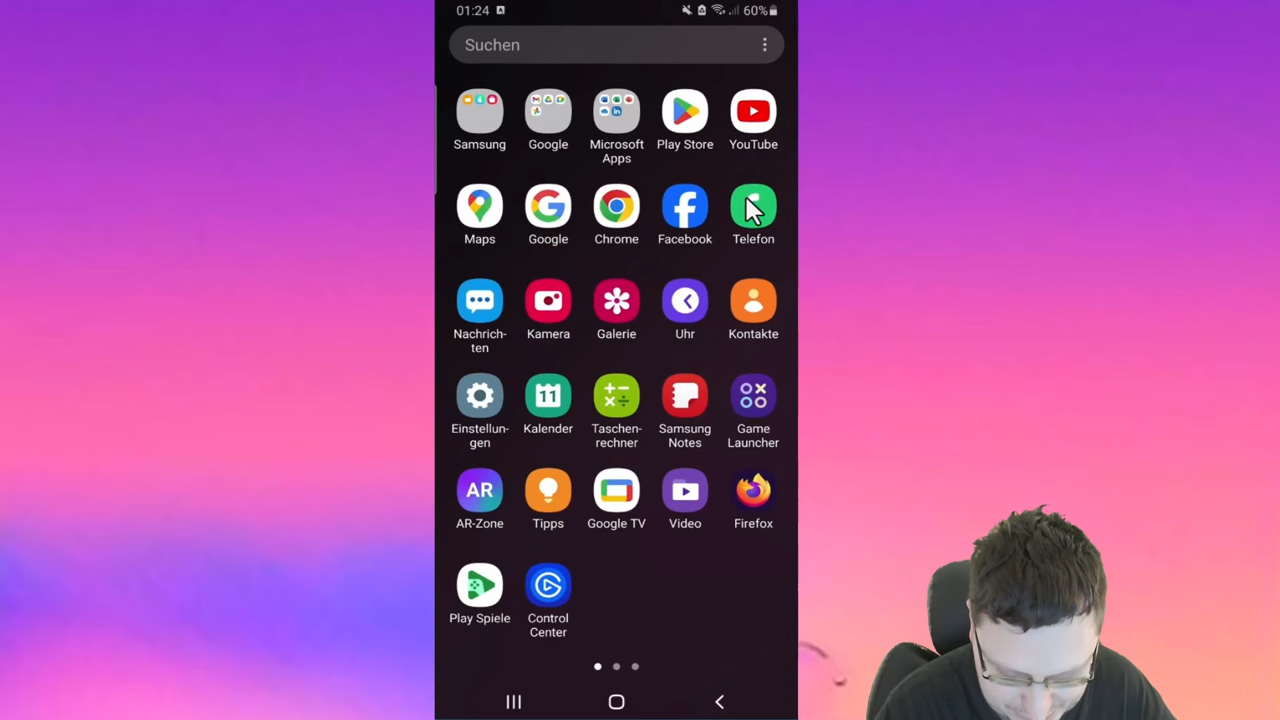 01:24
60%
Suchen
Samsung
Google
Microsoft
Apps
Play Store
YouTube
Maps
Google
Chrome
Facebook
Telefon
Nachrich-
ten
Kamera
Galerie
Uhr
Kontakte
Einstellun-
gen
11
Kalender
Taschen-
rechner
Samsung
Notes
Game
Launcher
AR
AR-Zone
Tipps
Google TV
Video
Firefox
Play Spiele
Control
Center